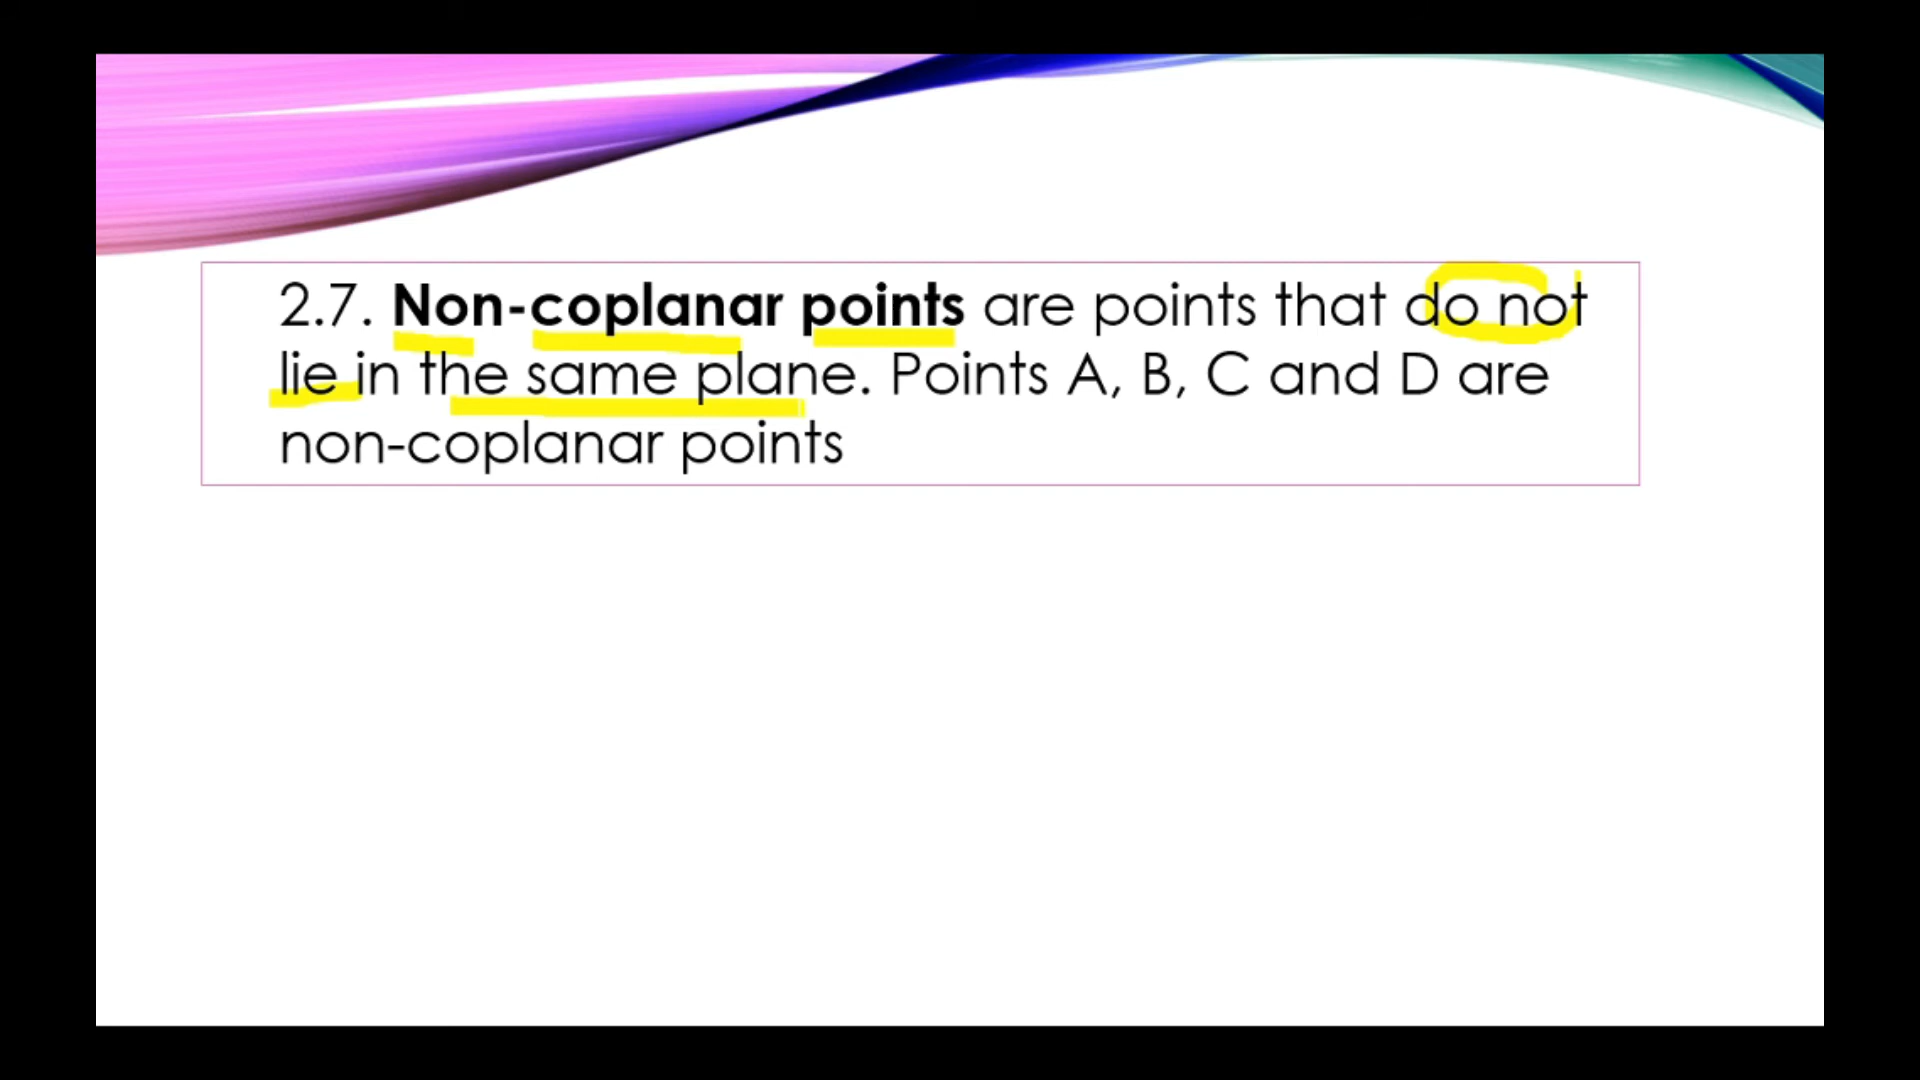 2.7. Non-coplanar points are points that do not
lie in the same plane. Points A, B, C and D are
non-coplanar points